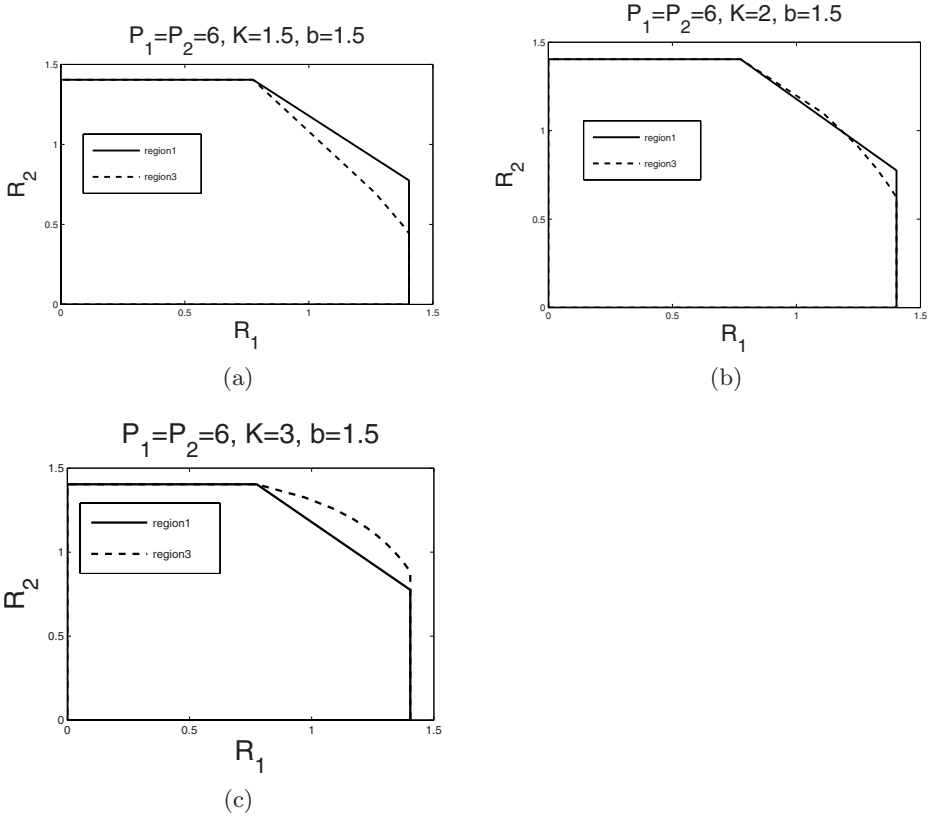 P1=P2=6, K=1.5, b=1.5
1.5
1
0.5
0
R2
region1
region3
0
0.5
1
1.5
R1
(a)
P1=P2=6, K=2, b=1.5
1.5
1
0.5
0
R2
region1
region3
0
0.5
1
1.5
R1
(b)
P1=P2=6, K=3, b=1.5
1.5
1
0.5
0
R2
region1
region3
0
0.5
1
1.5
R1
(c)